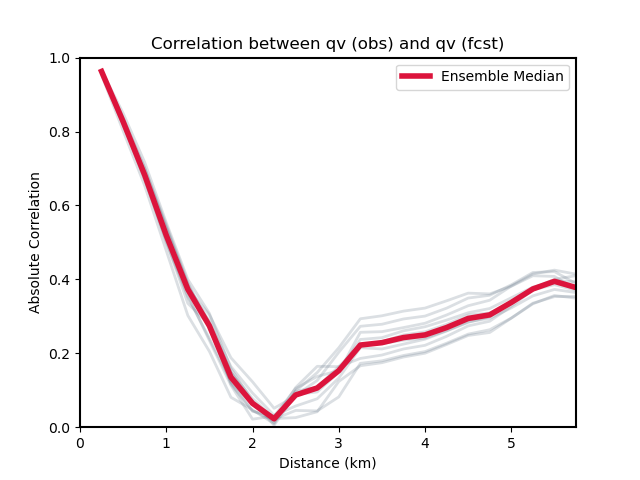 Correlation between qv (obs) and qv (fcst)
Ensemble Median
Absolute Correlation
1.0
0.8
0.6
0.4
0.2
0.0
0 1 2 3 4 5
Distance (km)